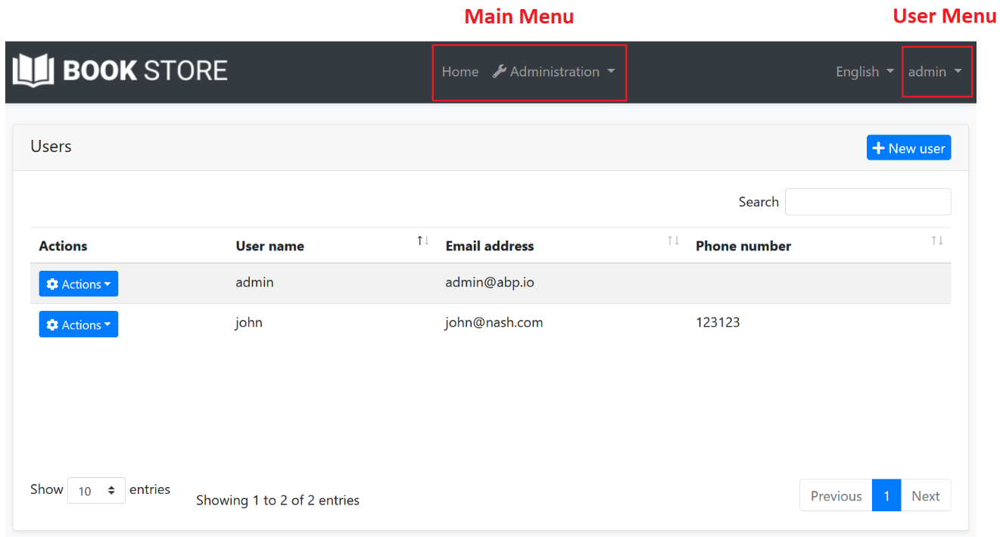 Main Menu User Menu
BOOK STORE Home Administration English admin
Users New user
Search
Actions User name Email address Phone number
Actions admin admin@abp.io
Actions john john@nash.com 123123
Show 10 entries Showing 1 to 2 of 2 entries Previous 1 Next